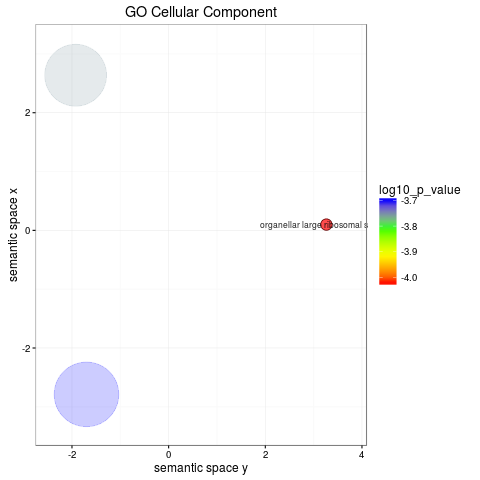 GO Cellular Component
semantic space x
2
0
-2
organellar large ribosomal s
-2
0
2
4
semantic space y
log10_p_value
-3.7
-3.8
-3.9
-4.0